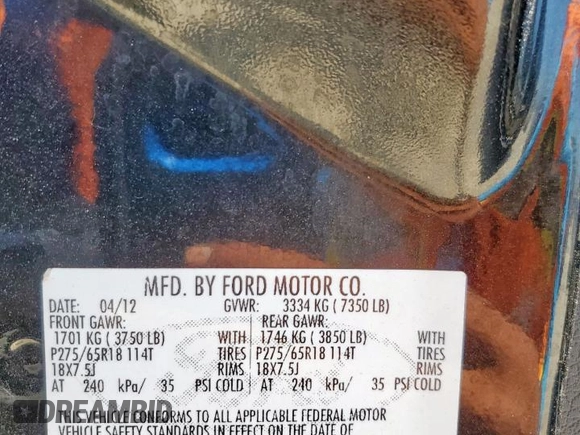 MFD. BY FORD MOTOR CO.
DATE: 04/12 GVWR: 3334 KG ( 7350 LB)
FRONT GAWR: REAR GAWR:
1701 KG ( 3750 LB) WITH 1746 KG ( 3850 LB) WITH
P275/65R18 114T TIRES P275/65R18 114T TIRES
18X7.5J RIMS 18X7.5J RIMS
AT 240 kPa/ 35 PSI COLD AT 240 kPa/ 35 PSI COLD
THIS VEHICLE CONFORMS TO ALL APPLICABLE FEDERAL MOTOR
VEHICLE SAFETY STANDARDS IN EFFECT ON THE DATE OF
DREAMBID